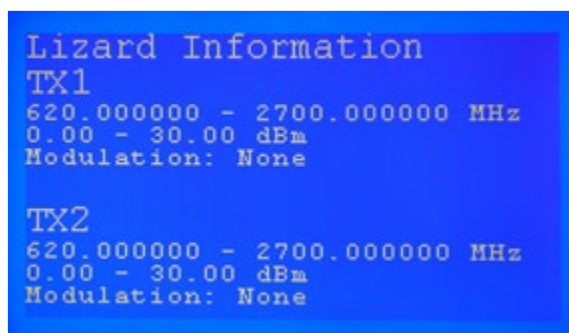 Lizard Information
TX1
620.000000 - 2700.000000 MHz
0.00 - 30.00 dBm
Modulation: None
TX2
620.000000 - 2700.000000 MHz
0.00 - 30.00 dBm
Modulation: None